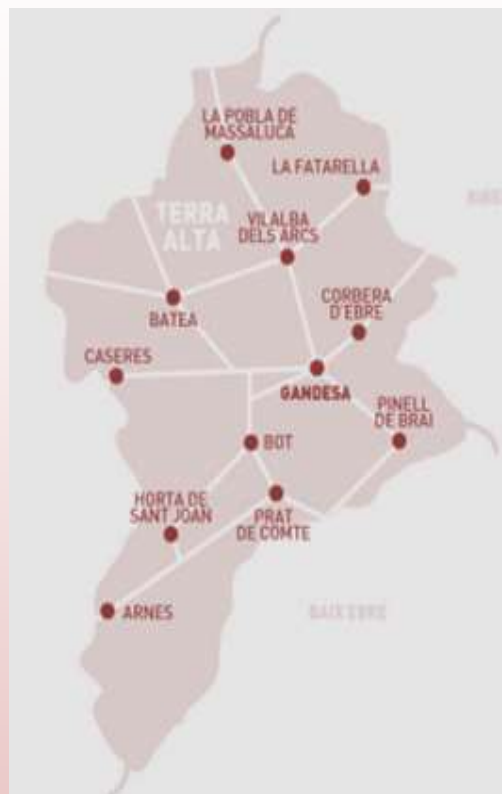 LA POBLA DE
MASSALUCA
LA FATARELLA
TERRA
ALTA
VILALBA
DELS ARCS
CORBERA
D'EBRE
BATEA
CASERES
GANDESA
PINELL
DE BRAI
BOT
HORTA DE
SANT JOAN
PRAT
DE COMTE
ARNES
BAIX EBRE